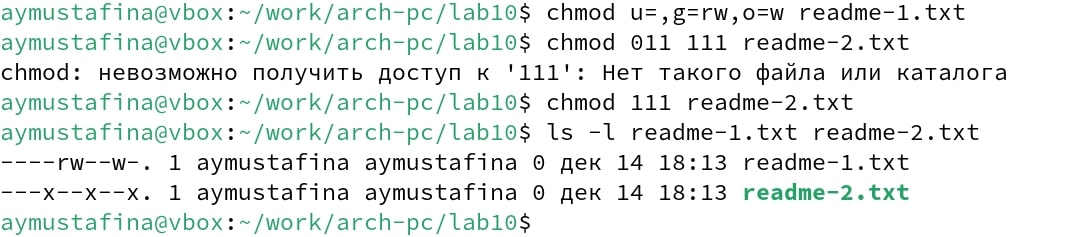 aymustafina@vbox:~/work/arch-pc/lab10$ chmod u=,g=rw,o=w readme-1.txt
aymustafina@vbox:~/work/arch-pc/lab10$ chmod 011 111 readme-2.txt
chmod: невозможно получить доступ к '111': Нет такого файла или каталога
aymustafina@vbox:~/work/arch-pc/lab10$ chmod 111 readme-2.txt
aymustafina@vbox:~/work/arch-pc/lab10$ ls -l readme-1.txt readme-2.txt
----rw--w-. 1 aymustafina aymustafina 0 дек 14 18:13 readme-1.txt
---x--x--x. 1 aymustafina aymustafina 0 дек 14 18:13 readme-2.txt
aymustafina@vbox:~/work/arch-pc/lab10$